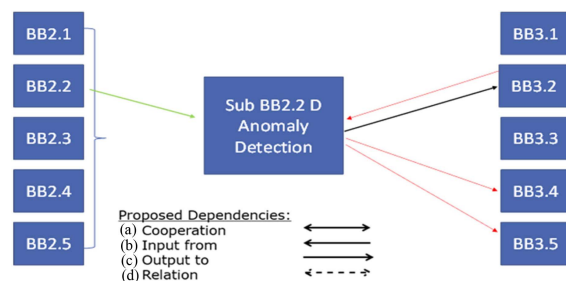 BB2.1
BB2.2
BB2.3
BB2.4
BB2.5
Sub BB2.2 D
Anomaly
Detection
BB3.1
BB3.2
BB3.3
BB3.4
BB3.5
Proposed Dependencies:
(a) Cooperation
(b) Input from
(c) Output to
(d) Relation